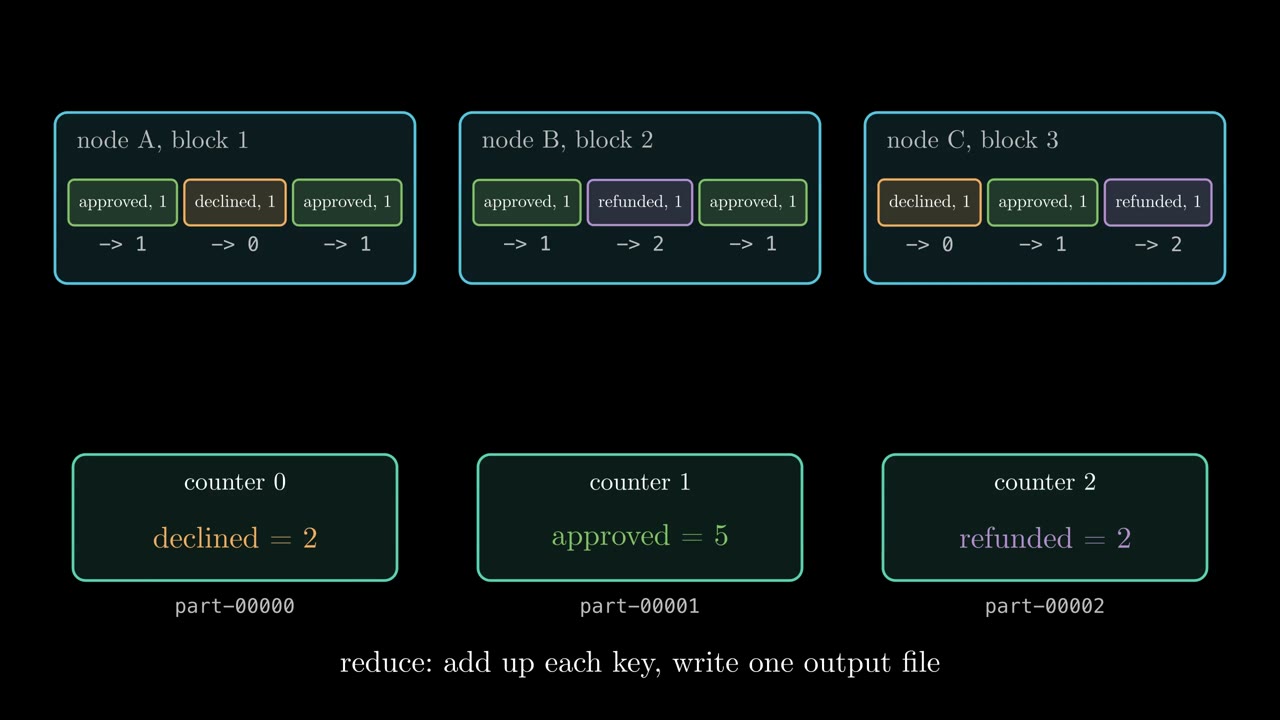 node A, block 1
approved, 1
declined, 1
approved, 1
-> 1
-> 0
-> 1
node B, block 2
approved, 1
refunded, 1
approved, 1
-> 1
-> 2
-> 1
node C, block 3
declined, 1
approved, 1
refunded, 1
-> 0
-> 1
-> 2
counter 0
declined = 2
part-00000
counter 1
approved = 5
part-00001
counter 2
refunded = 2
part-00002
reduce: add up each key, write one output file